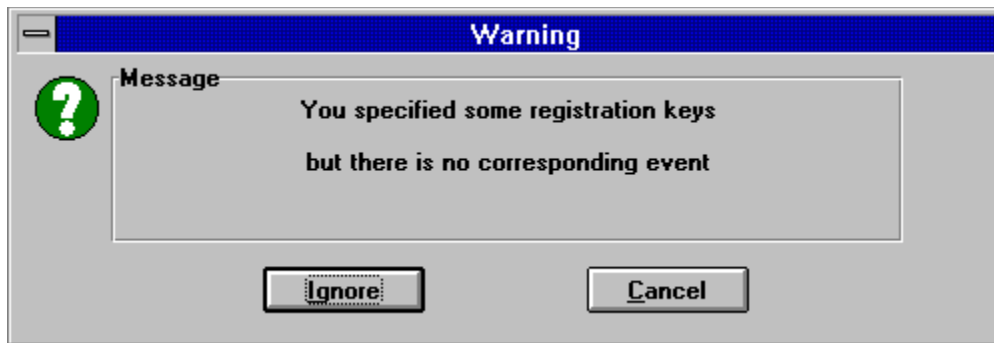 Warning
Message
You specified some registration keys
but there is no corresponding event
Ignore
Cancel